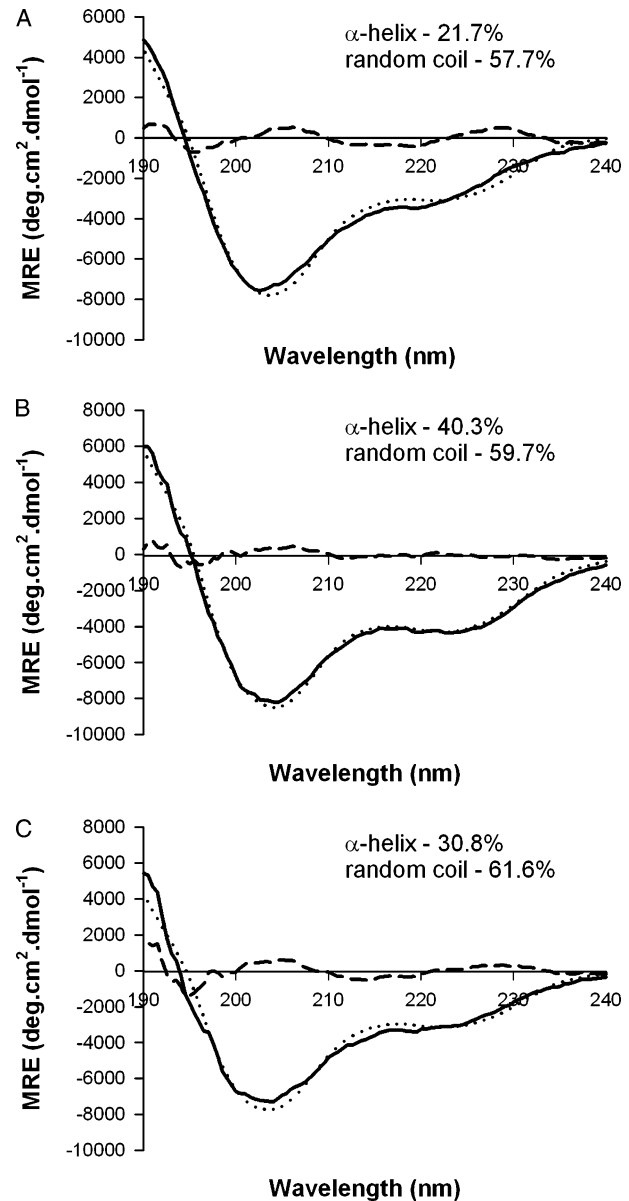 A
6000
4000
2000
0
-2000
-4000
-6000
-8000
-10000
MRE (deg.cm².dmol⁻¹)
α-helix - 21.7%
random coil - 57.7%
190 200 210 220 230 240
Wavelength (nm)
B
8000
6000
4000
2000
0
-2000
-4000
-6000
-8000
-10000
MRE (deg.cm².dmol⁻¹)
α-helix - 40.3%
random coil - 59.7%
190 200 210 220 230 240
Wavelength (nm)
C
8000
6000
4000
2000
0
-2000
-4000
-6000
-8000
-10000
MRE (deg.cm².dmol⁻¹)
α-helix - 30.8%
random coil - 61.6%
190 200 210 220 230 240
Wavelength (nm)